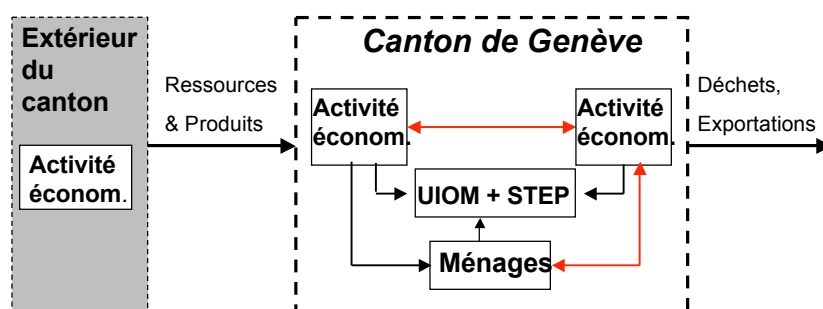 Extérieur
du
canton
Activité
économ.
Ressources
& Produits
Canton de Genève
Activité
économ.
Activité
économ.
UIOM + STEP
Ménages
Déchets,
Exportations